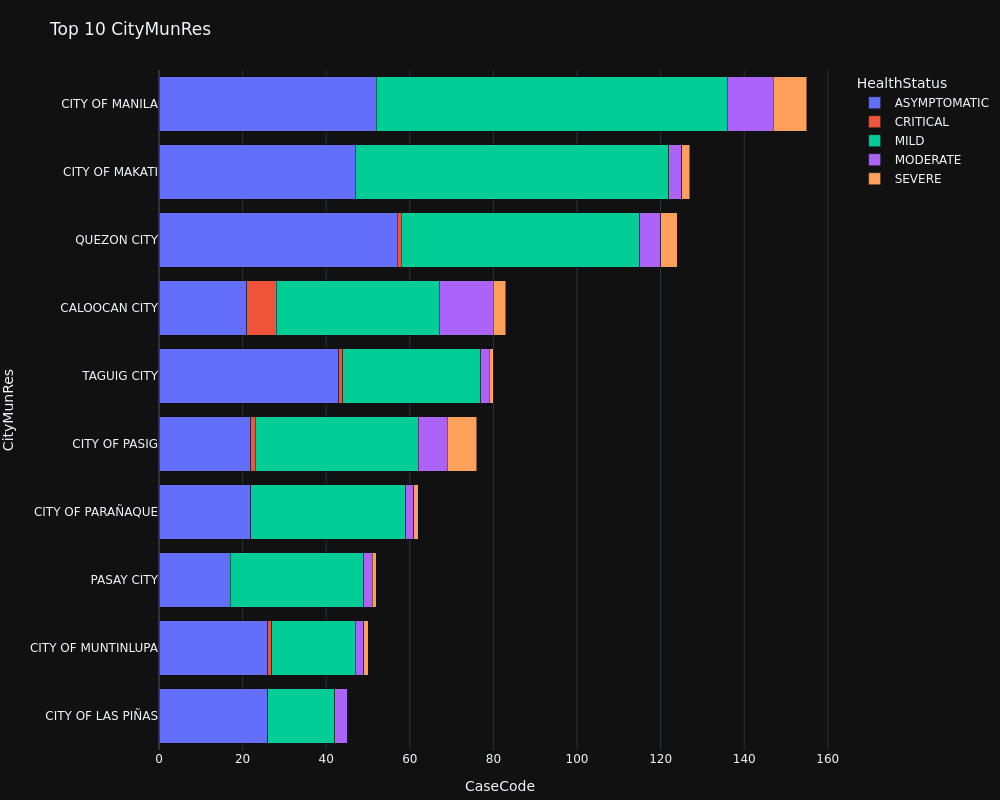 Top 10 CityMunRes
HealthStatus
ASYMPTOMATIC
CRITICAL
MILD
MODERATE
SEVERE
CityMunRes
CITY OF MANILA
CITY OF MAKATI
QUEZON CITY
CALOOCAN CITY
TAGUIG CITY
CITY OF PASIG
CITY OF PARAÑAQUE
PASAY CITY
CITY OF MUNTINLUPA
CITY OF LAS PIÑAS
0 20 40 60 80 100 120 140 160
CaseCode